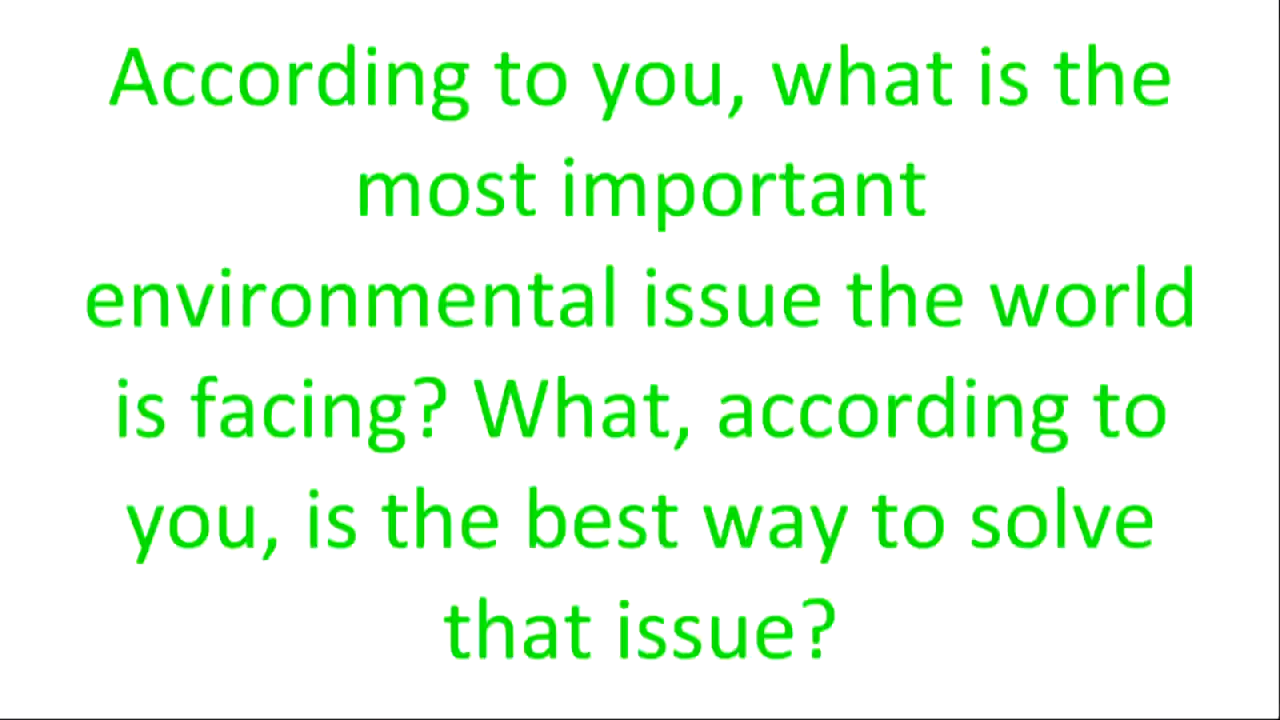 According to you, what is the
most important
environmental issue the world
is facing? What, according to
you, is the best way to solve
that issue?